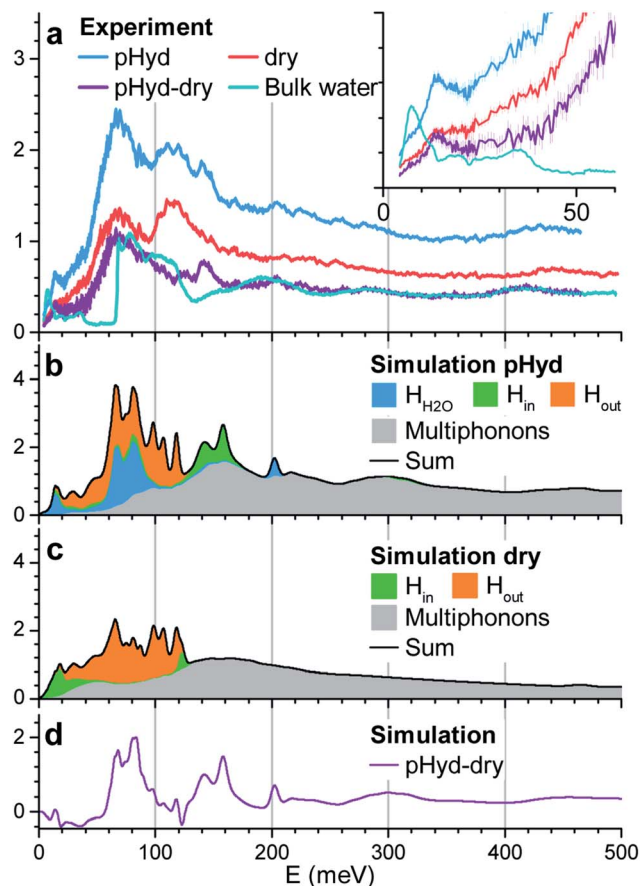 a Experiment
pHyd dry
pHyd-dry Bulk water
3
2
1
0
0 50
b Simulation pHyd
H_H2O H_in H_out
Multiphonons
Sum
4
2
0
c Simulation dry
H_in H_out
Multiphonons
Sum
4
2
0
d Simulation
pHyd-dry
2
0
0 100 200 300 400 500
E (meV)